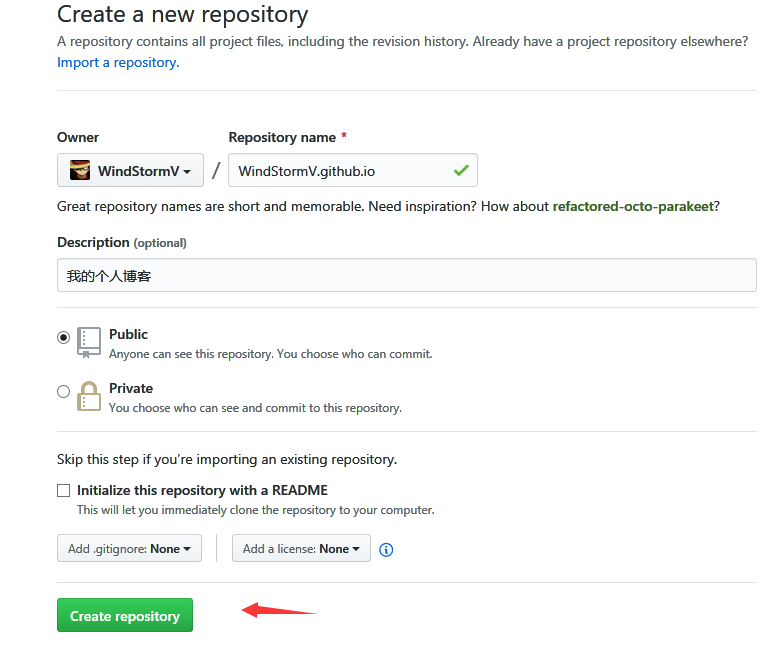 Create a new repository
A repository contains all project files, including the revision history. Already have a project repository elsewhere?
Import a repository.
Owner
Repository name *
WindStormV
/
WindStormV.github.io
Great repository names are short and memorable. Need inspiration? How about refactored-octo-parakeet?
Description (optional)
我的个人博客
Public
Anyone can see this repository. You choose who can commit.
Private
You choose who can see and commit to this repository.
Skip this step if you’re importing an existing repository.
Initialize this repository with a README
This will let you immediately clone the repository to your computer.
Add .gitignore: None
Add a license: None
Create repository